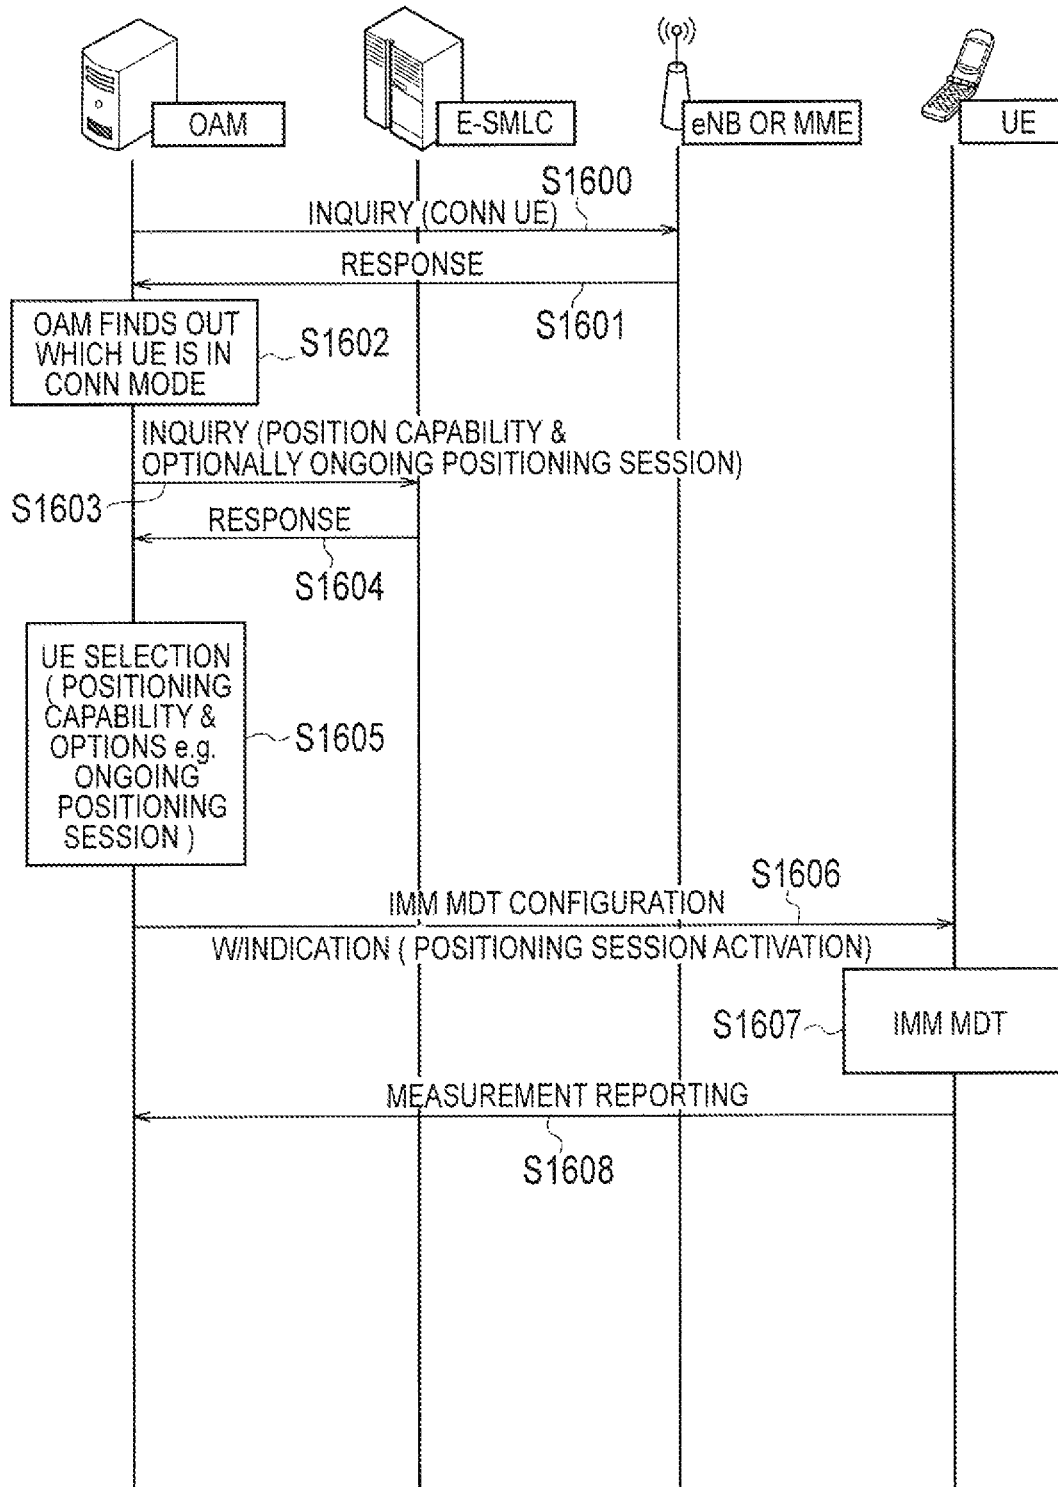 OAM
E-SMLC
eNB OR MME
UE
S1600
INQUIRY (CONN UE)
RESPONSE
S1601
OAM FINDS OUT
WHICH UE IS IN
CONN MODE
S1602
INQUIRY (POSITION CAPABILITY &
OPTIONALLY ONGOING POSITIONING SESSION)
S1603
RESPONSE
S1604
UE SELECTION
( POSITIONING
CAPABILITY &
OPTIONS e.g.
ONGOING
POSITIONING
SESSION )
S1605
S1606
IMM MDT CONFIGURATION
W/INDICATION ( POSITIONING SESSION ACTIVATION)
S1607
IMM MDT
MEASUREMENT REPORTING
S1608